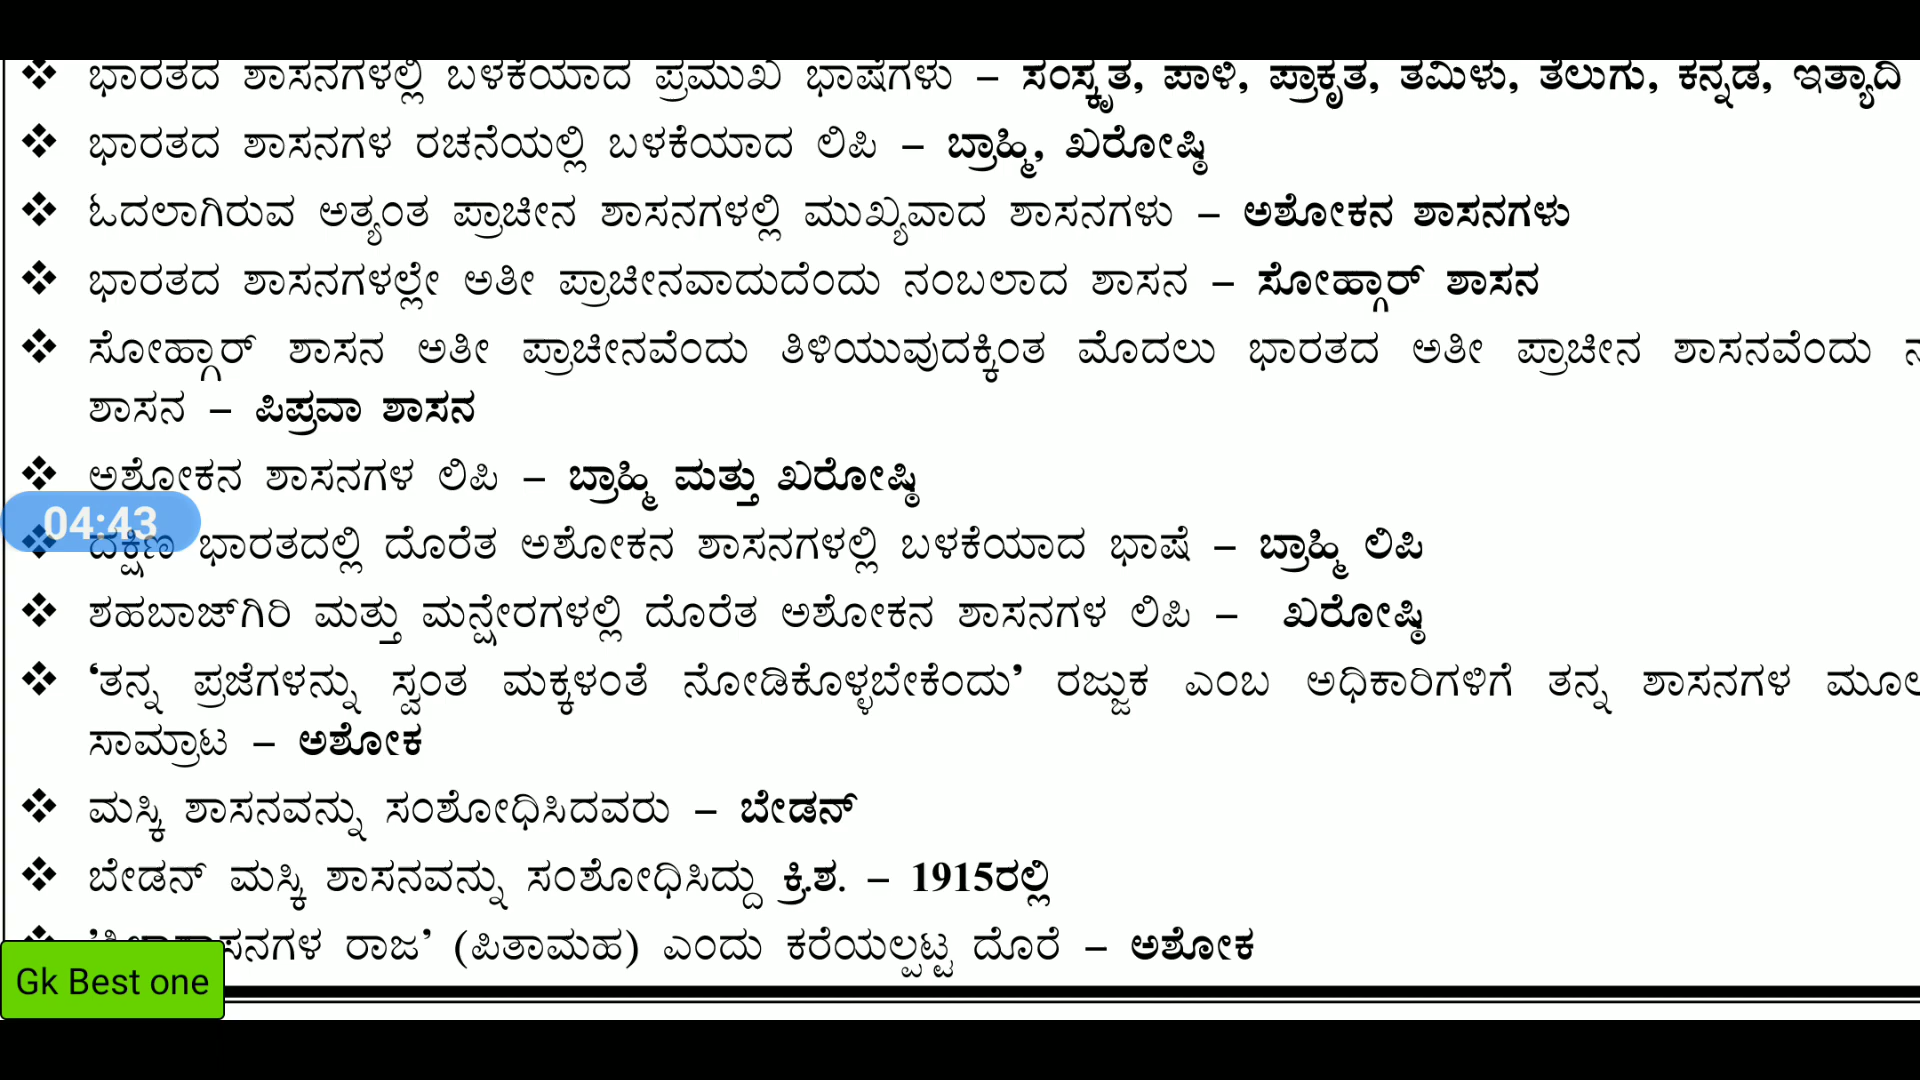 ಭಾರತದ ಶಾಸನಗಳಲ್ಲಿ ಬಳಕೆಯಾದ ಪ್ರಮುಖ ಭಾಷೆಗಳು – ಸಂಸ್ಕೃತ, ಪಾಳಿ, ಪ್ರಾಕೃತ, ತಮಿಳು, ತೆಲುಗು, ಕನ್ನಡ, ಇತ್ಯಾದಿ
ಭಾರತದ ಶಾಸನಗಳ ರಚನೆಯಲ್ಲಿ ಬಳಕೆಯಾದ ಲಿಪಿ – ಬ್ರಾಹ್ಮಿ, ಖರೋಷ್ಠಿ
ಓದಲಾಗಿರುವ ಅತ್ಯಂತ ಪ್ರಾಚೀನ ಶಾಸನಗಳಲ್ಲಿ ಮುಖ್ಯವಾದ ಶಾಸನಗಳು – ಅಶೋಕನ ಶಾಸನಗಳು
ಭಾರತದ ಶಾಸನಗಳಲ್ಲೇ ಅತೀ ಪ್ರಾಚೀನವಾದುದೆಂದು ನಂಬಲಾದ ಶಾಸನ – ಸೋಹ್ಗಾರ್ ಶಾಸನ
ಸೋಹ್ಗಾರ್ ಶಾಸನ ಅತೀ ಪ್ರಾಚೀನವೆಂದು ತಿಳಿಯುವುದಕ್ಕಿಂತ ಮೊದಲು ಭಾರತದ ಅತೀ ಪ್ರಾಚೀನ ಶಾಸನವೆಂದು
ಶಾಸನ – ಪಿಪ್ರವಾ ಶಾಸನ
ಅಶೋಕನ ಶಾಸನಗಳ ಲಿಪಿ – ಬ್ರಾಹ್ಮಿ ಮತ್ತು ಖರೋಷ್ಠಿ
04:43
ದಕ್ಷಿಣ ಭಾರತದಲ್ಲಿ ದೊರೆತ ಅಶೋಕನ ಶಾಸನಗಳಲ್ಲಿ ಬಳಕೆಯಾದ ಭಾಷೆ – ಬ್ರಾಹ್ಮಿ ಲಿಪಿ
ಶಹಬಾಜ್‌ಗಿರಿ ಮತ್ತು ಮನ್ಷೇರಗಳಲ್ಲಿ ದೊರೆತ ಅಶೋಕನ ಶಾಸನಗಳ ಲಿಪಿ – ಖರೋಷ್ಠಿ
‘ತನ್ನ ಪ್ರಜೆಗಳನ್ನು ಸ್ವಂತ ಮಕ್ಕಳಂತೆ ನೋಡಿಕೊಳ್ಳಬೇಕೆಂದು’ ರಜ್ಜುಕ ಎಂಬ ಅಧಿಕಾರಿಗಳಿಗೆ ತನ್ನ ಶಾಸನಗಳ
ಸಾಮ್ರಾಟ – ಅಶೋಕ
ಮಸ್ಕಿ ಶಾಸನವನ್ನು ಸಂಶೋಧಿಸಿದವರು – ಬೇಡನ್
ಬೇಡನ್ ಮಸ್ಕಿ ಶಾಸನವನ್ನು ಸಂಶೋಧಿಸಿದ್ದು ಕ್ರಿ.ಶ. – 1915ರಲ್ಲಿ
ರಾಜ’ (ಪಿತಾಮಹ) ಎಂದು ಕರೆಯಲ್ಪಟ್ಟ ದೊರೆ – ಅಶೋಕ
Gk Best one